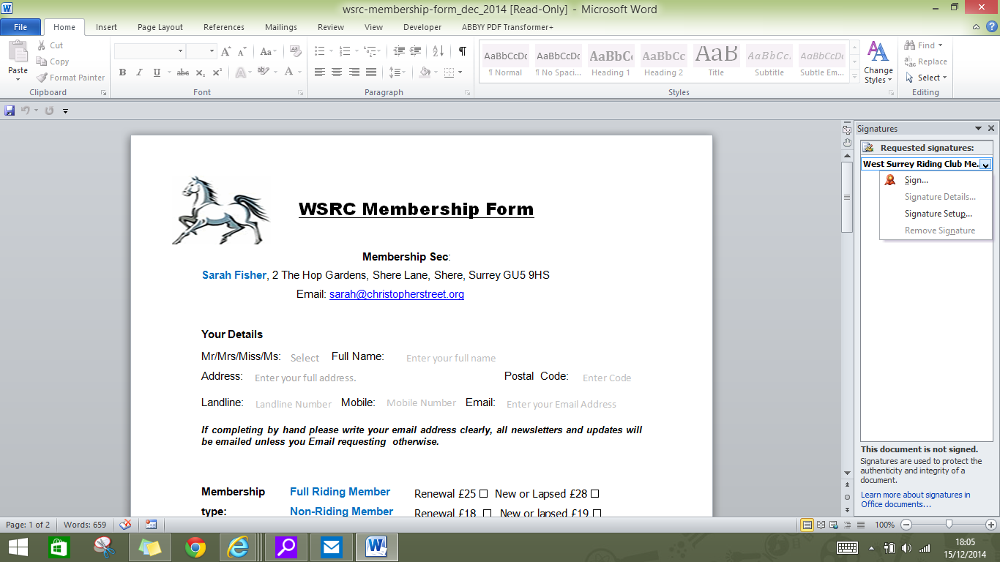 wsrc-membership-form_dec_2014 [Read-Only] - Microsoft Word
File Home Insert Page Layout References Mailings Review View Developer ABBYY PDF Transformer+
Paste
Cut
Copy
Format Painter
Clipboard
Font
Paragraph
AaBbCcDc AaBbCcDc AaBbCc AaBbCc AaB AaBbCc. AaBbCcDc
¶ Normal ¶ No Spaci... Heading 1 Heading 2 Title Subtitle Subtle Em...
Change Styles
Styles
Find
Replace
Select
Editing
WSRC Membership Form
Membership Sec:
Sarah Fisher, 2 The Hop Gardens, Shere Lane, Shere, Surrey GU5 9HS
Email: sarah@christopherstreet.org
Your Details
Mr/Mrs/Miss/Ms: Select Full Name: Enter your full name
Address: Enter your full address. Postal Code: Enter Code
Landline: Landline Number Mobile: Mobile Number Email: Enter your Email Address
If completing by hand please write your email address clearly, all newsletters and updates will
be emailed unless you Email requesting otherwise.
Membership Full Riding Member Renewal £25 ☐ New or Lapsed £28 ☐
type: Non-Riding Member Renewal £18 ☐ New or lapsed £19 ☐
Signatures
Requested signatures:
West Surrey Riding Club Me...
Sign...
Signature Details...
Signature Setup...
Remove Signature
This document is not signed.
Signatures are used to protect the
authenticity and integrity of a
document.
Learn more about signatures in
Office documents...
Page: 1 of 2 Words: 659 100%
18:05
15/12/2014